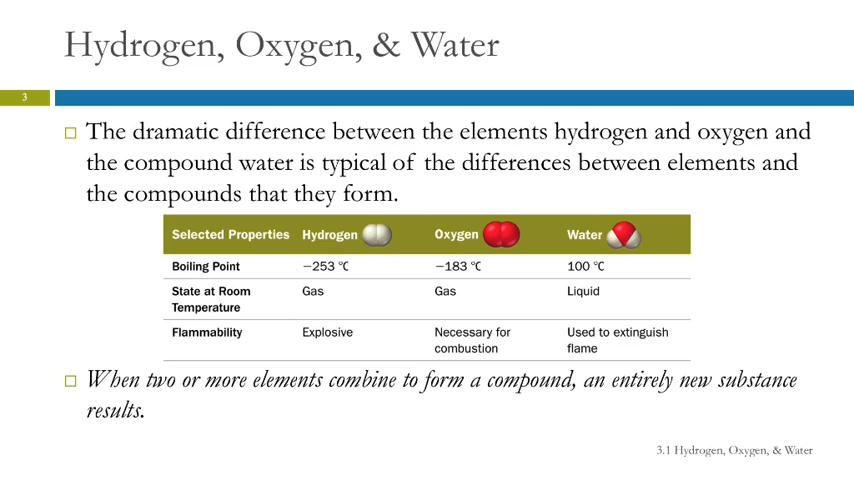 Hydrogen, Oxygen, & Water
3
The dramatic difference between the elements hydrogen and oxygen and
the compound water is typical of the differences between elements and
the compounds that they form.
Selected Properties Hydrogen Oxygen Water
Boiling Point −253 °C −183 °C 100 °C
State at Room Gas Gas Liquid
Temperature
Flammability Explosive Necessary for Used to extinguish
combustion flame
When two or more elements combine to form a compound, an entirely new substance
results.
3.1 Hydrogen, Oxygen, & Water